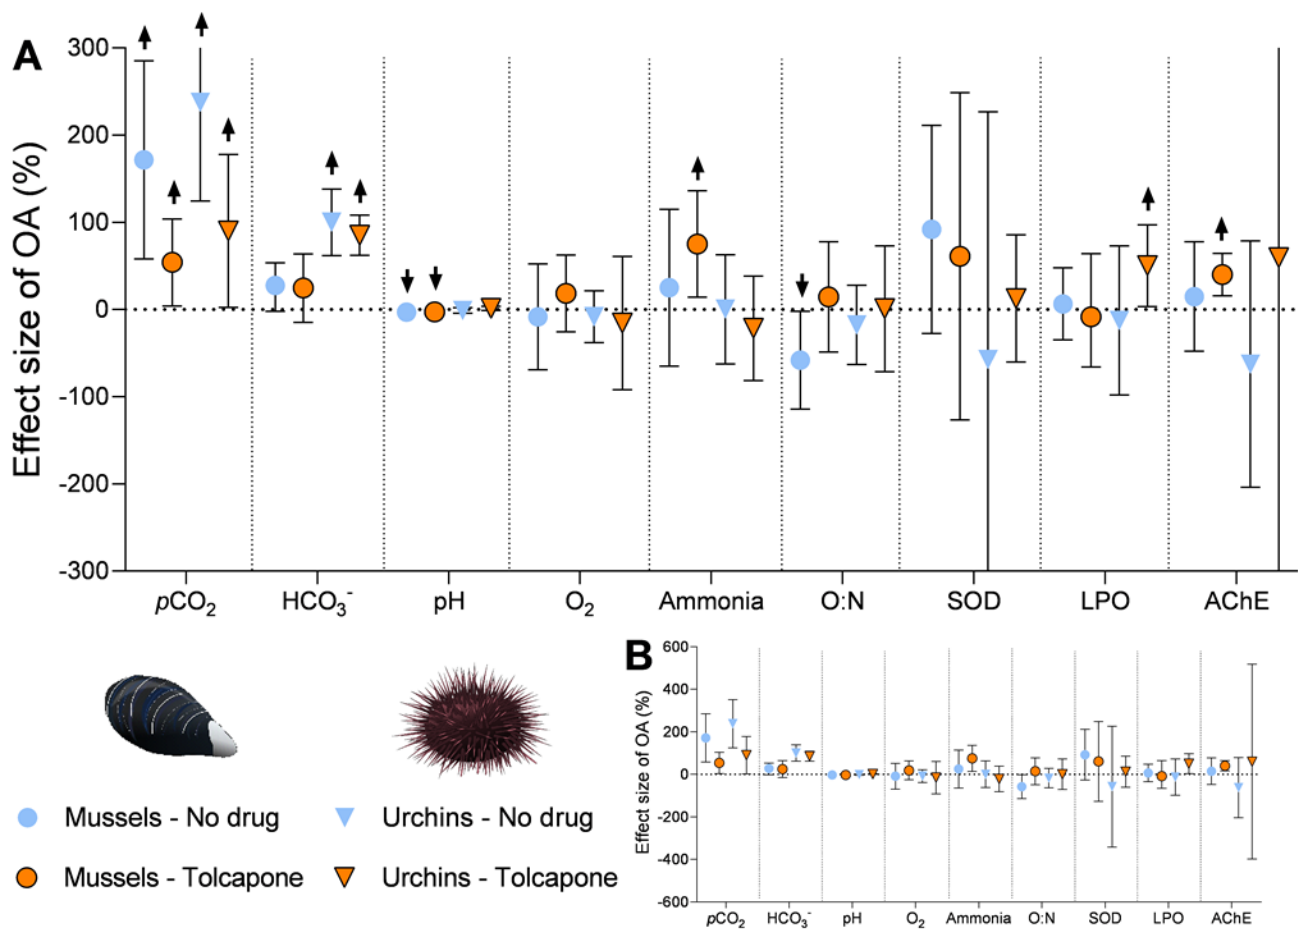 A
Effect size of OA (%)
300
200
100
0
-100
-200
-300
pCO₂ HCO₃⁻ pH O₂ Ammonia O:N SOD LPO AChE
Mussels - No drug
Urchins - No drug
Mussels - Tolcapone
Urchins - Tolcapone
B
Effect size of OA (%)
600
400
200
0
-200
-400
-600
pCO₂ HCO₃⁻ pH O₂ Ammonia O:N SOD LPO AChE